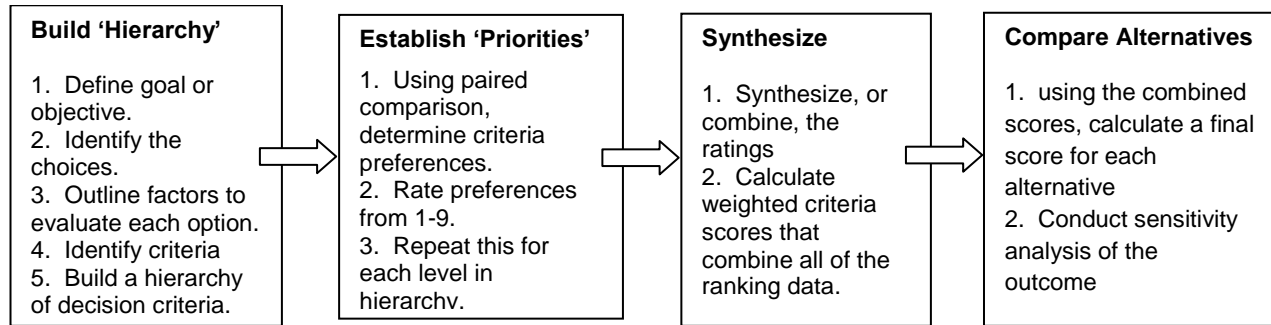 Build ‘Hierarchy’
1. Define goal or
objective.
2. Identify the
choices.
3. Outline factors to
evaluate each option.
4. Identify criteria
5. Build a hierarchy
of decision criteria.
Establish ‘Priorities’
1. Using paired
comparison,
determine criteria
preferences.
2. Rate preferences
from 1-9.
3. Repeat this for
each level in
hierarchy.
Synthesize
1. Synthesize, or
combine, the
ratings
2. Calculate
weighted criteria
scores that
combine all of the
ranking data.
Compare Alternatives
1. using the combined
scores, calculate a final
score for each
alternative
2. Conduct sensitivity
analysis of the
outcome